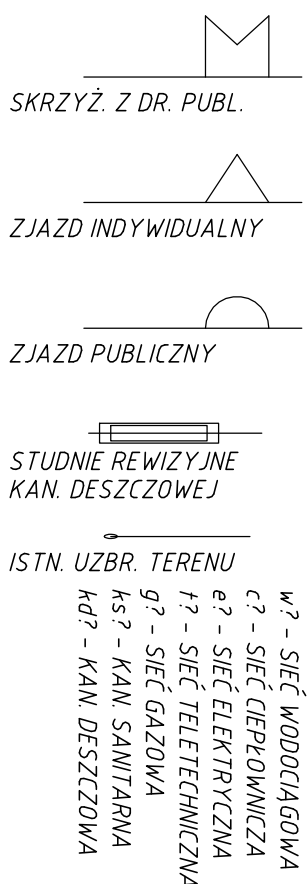 SKRZYŻ. Z DR. PUBL.
ZJAZD INDYWIDUALNY
ZJAZD PUBLICZNY
STUDNIE REWIZYJNE
KAN. DESZCZOWEJ
ISTN. UZBR. TERENU
w? - SIEĆ WODOCIĄGOWA
c? - SIEĆ CIEPŁOWNICZA
e? - SIEĆ ELEKTRYCZNA
t? - SIEĆ TELETECHNICZNA
g? - SIEĆ GAZOWA
ks? - KAN. SANITARNA
kd? - KAN. DESZCZOWA